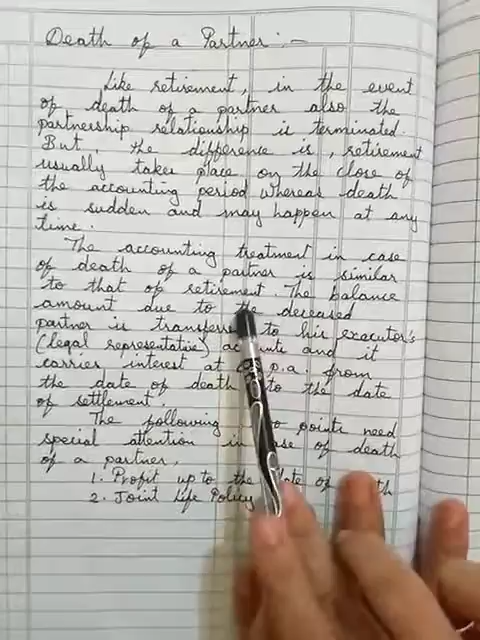 Death of a Partner :-
Like retirement, in the event
of death of a partner also the
partnership relationship is terminated.
But, the difference is, retirement
usually takes place on the close of
the accounting period whereas death
is sudden and may happen at any
time.
The accounting treatment in case
of death of a partner is similar
to that of retirement. The balance
amount due to the deceased
partner is transferre to his executor's
(legal representative) and it
carries interest at p.a. from
the date of death to the date
of settlement.
The following points need
special attention in of death
of a partner,
1. Profit up to the of
2. Joint Life Policy